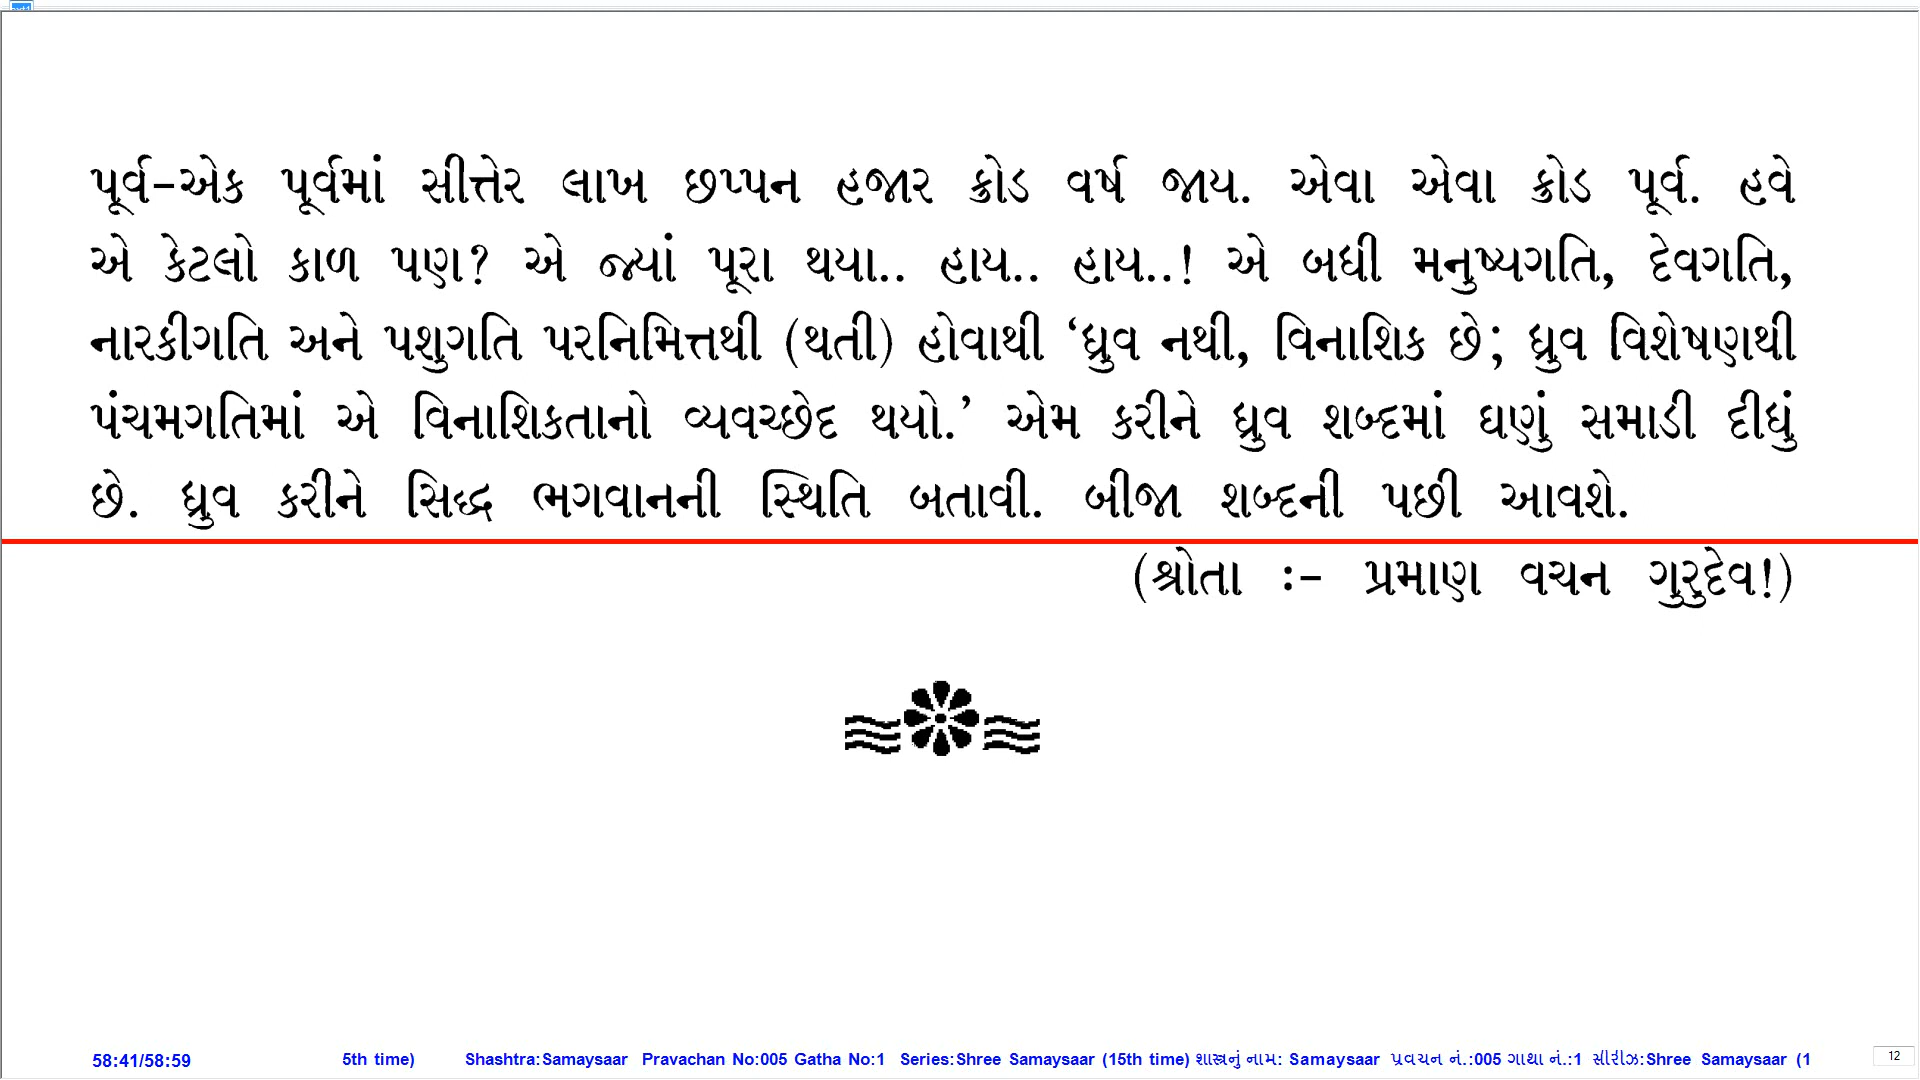 પૂર્વ-એક પૂર્વમાં સીત્તેર લાખ છપ્પન હજાર ક્રોડ વર્ષ જાય. એવા એવા ક્રોડ પૂર્વ. હવે
એ કેટલો કાળ પણ? એ જ્યાં પૂરા થયા.. હાય.. હાય..! એ બધી મનુષ્યગતિ, દેવગતિ,
નારકીગતિ અને પશુગતિ પરનિમિત્તથી (થતી) હોવાથી ‘ધ્રુવ નથી, વિનાશિક છે; ધ્રુવ વિશેષણથી
પંચમગતિમાં એ વિનાશિકતાનો વ્યવચ્છેદ થયો.’ એમ કરીને ધ્રુવ શબ્દમાં ઘણું સમાડી દીધું
છે. ધ્રુવ કરીને સિદ્ધ ભગવાનની સ્થિતિ બતાવી. બીજા શબ્દની પછી આવશે.
(શ્રોતા :- પ્રમાણ વચન ગુરુદેવ!)
58:41/58:59 5th time) Shashtra:Samaysaar Pravachan No:005 Gatha No:1 Series:Shree Samaysaar (15th time) શાસ્ત્રનું નામ: Samaysaar પ્રવચન નં.:005 ગાથા નં.:1 સીરીઝ:Shree Samaysaar (1 12